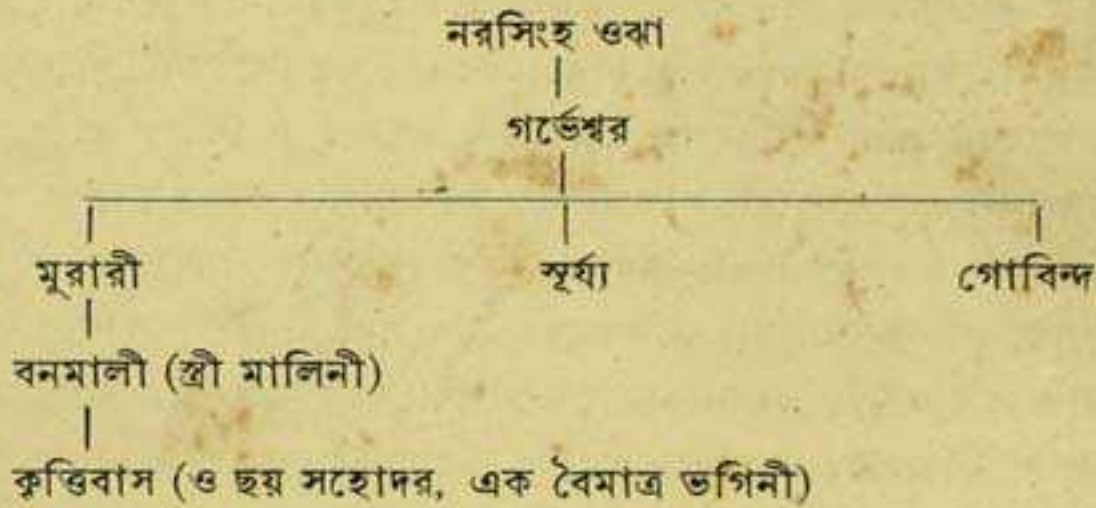 নরসিংহ ওঝা
গর্ভেশ্বর
মুরারী সূর্য্য গোবিন্দ
বনমালী (স্ত্রী মালিনী)
কৃত্তিবাস (ও ছয় সহোদর, এক বৈমাত্র ভগিনী)